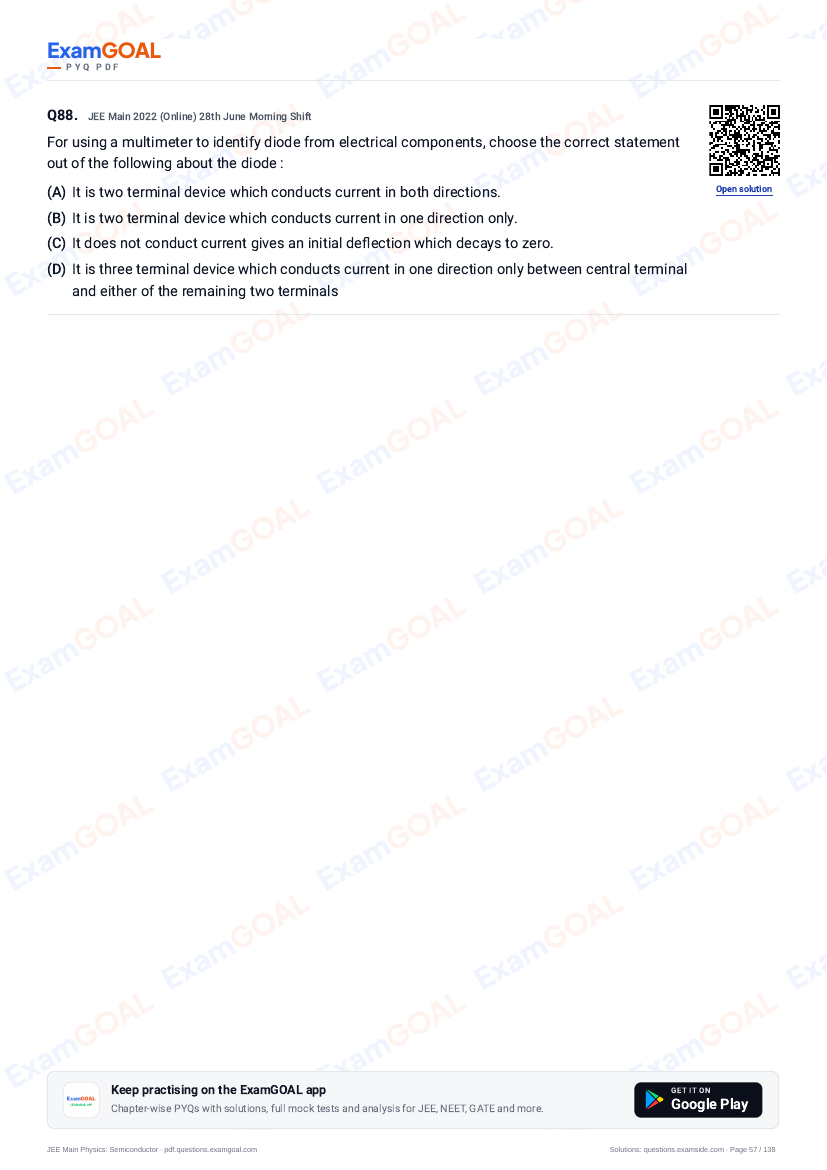 ExamGOAL
PYQ PDF
Q88. JEE Main 2022 (Online) 28th June Morning Shift
For using a multimeter to identify diode from electrical components, choose the correct statement
out of the following about the diode :
(A) It is two terminal device which conducts current in both directions.
(B) It is two terminal device which conducts current in one direction only.
(C) It does not conduct current gives an initial deflection which decays to zero.
(D) It is three terminal device which conducts current in one direction only between central terminal
and either of the remaining two terminals
Open solution
ExamGOAL
Keep practising on the ExamGOAL app
Chapter-wise PYQs with solutions, full mock tests and analysis for JEE, NEET, GATE and more.
GET IT ON
Google Play
JEE Main Physics: Semiconductor · pdf.questions.examgoal.com
Solutions: questions.examside.com · Page 57 / 138